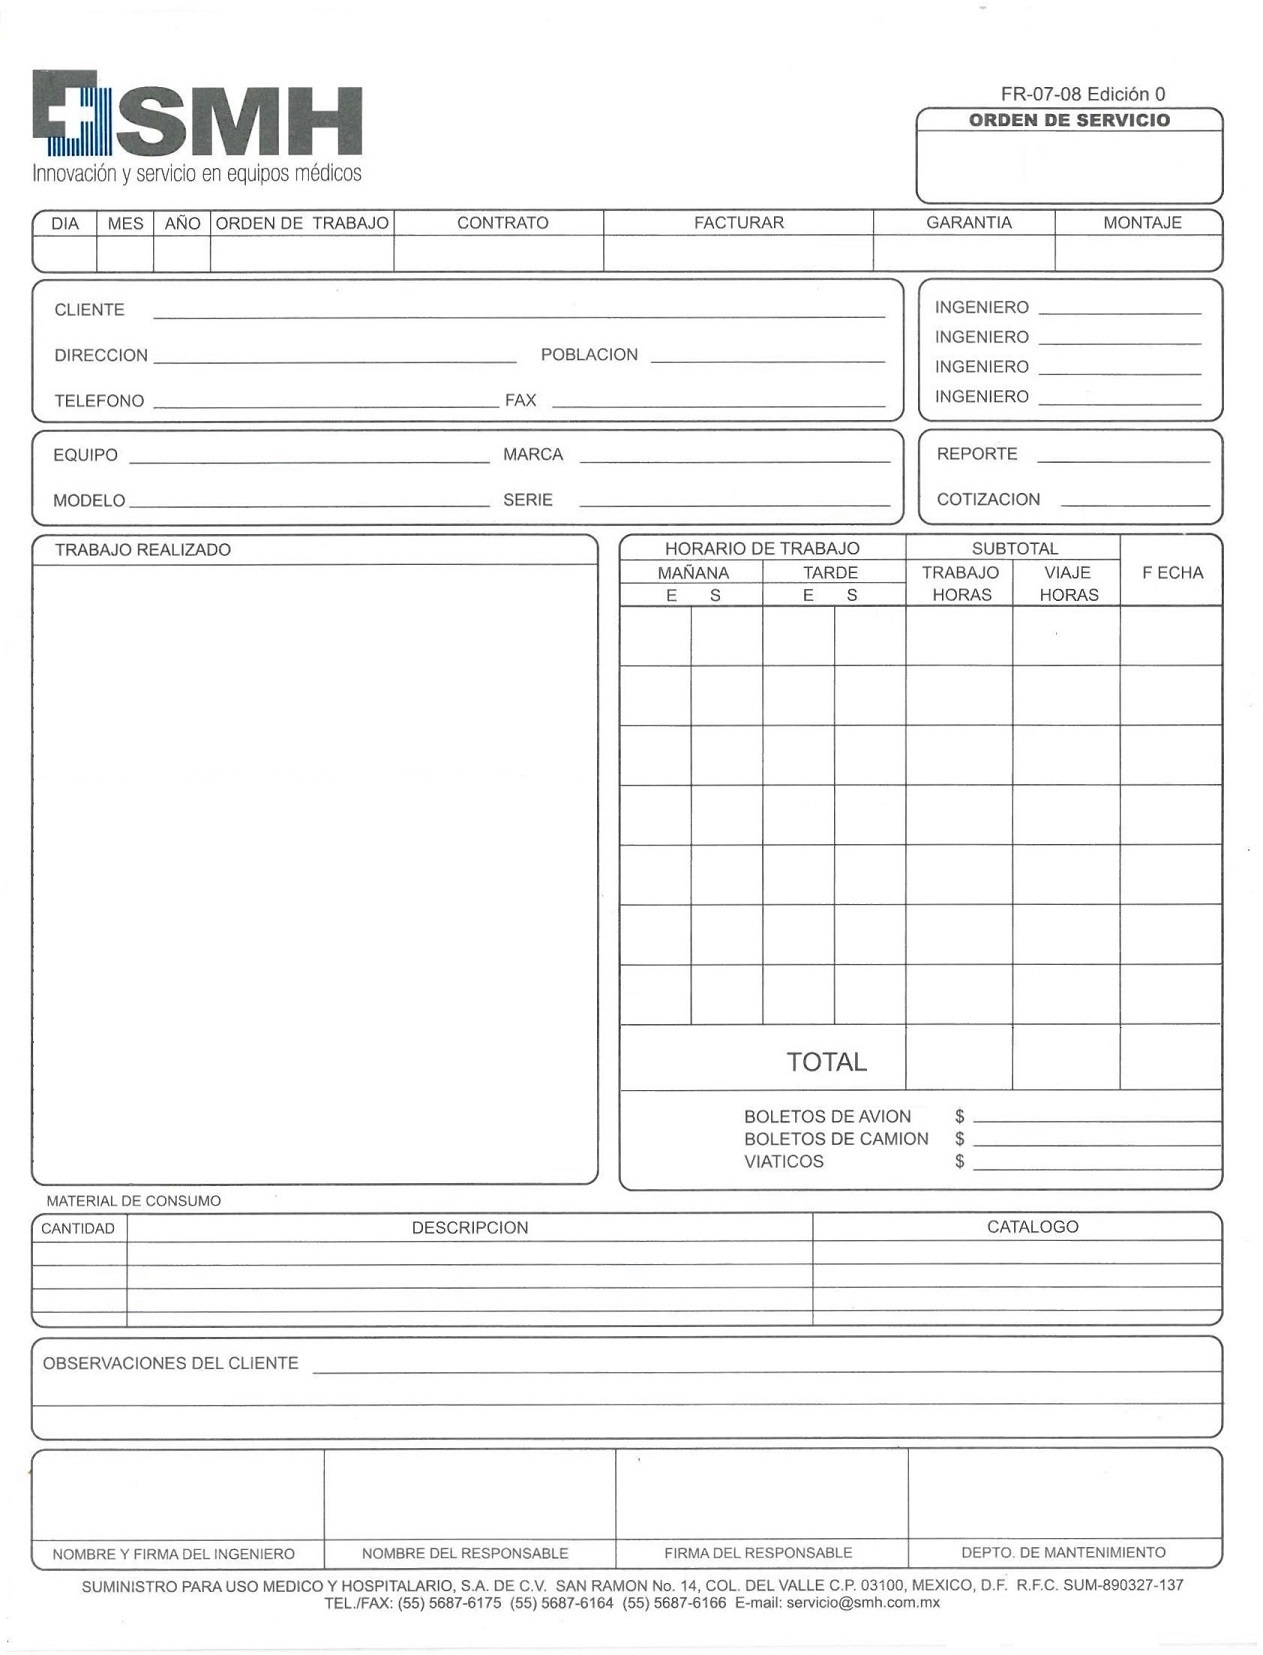 SMH
Innovación y servicio en equipos médicos
FR-07-08 Edición 0
ORDEN DE SERVICIO
DIA MES AÑO ORDEN DE TRABAJO CONTRATO FACTURAR GARANTIA MONTAJE
CLIENTE
DIRECCION POBLACION
TELEFONO FAX
INGENIERO
INGENIERO
INGENIERO
INGENIERO
EQUIPO MARCA
MODELO SERIE
REPORTE
COTIZACION
TRABAJO REALIZADO
HORARIO DE TRABAJO SUBTOTAL
MAÑANA TARDE TRABAJO VIAJE F ECHA
E S E S HORAS HORAS
TOTAL
BOLETOS DE AVION $
BOLETOS DE CAMION $
VIATICOS $
MATERIAL DE CONSUMO
CANTIDAD DESCRIPCION CATALOGO
OBSERVACIONES DEL CLIENTE
NOMBRE Y FIRMA DEL INGENIERO NOMBRE DEL RESPONSABLE FIRMA DEL RESPONSABLE DEPTO. DE MANTENIMIENTO
SUMINISTRO PARA USO MEDICO Y HOSPITALARIO, S.A. DE C.V. SAN RAMON No. 14, COL. DEL VALLE C.P. 03100, MEXICO, D.F. R.F.C. SUM-890327-137
TEL./FAX: (55) 5687-6175 (55) 5687-6164 (55) 5687-6166 E-mail: servicio@smh.com.mx